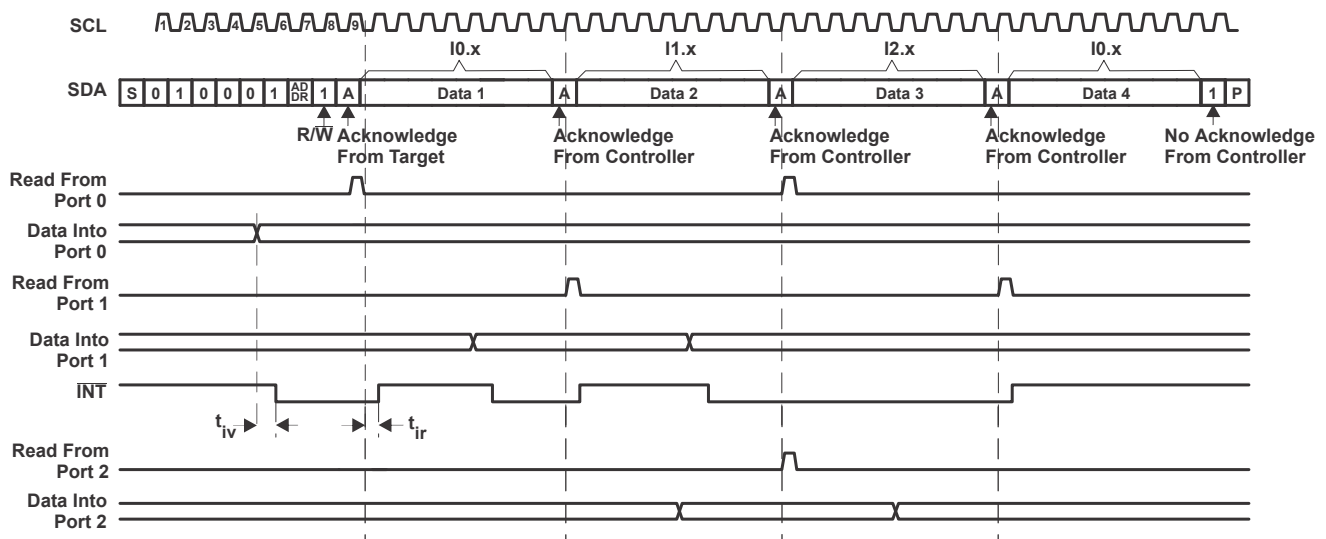 SCL 1 2 3 4 5 6 7 8 9
I0.x I1.x I2.x I0.x
SDA S 0 1 0 0 0 1 AD DR 1 A Data 1 A Data 2 A Data 3 A Data 4 1 P
R/W Acknowledge From Target
Acknowledge From Controller
Acknowledge From Controller
Acknowledge From Controller
No Acknowledge From Controller
Read From
Port 0
Data Into
Port 0
Read From
Port 1
Data Into
Port 1
INT
tiv tir
Read From
Port 2
Data Into
Port 2